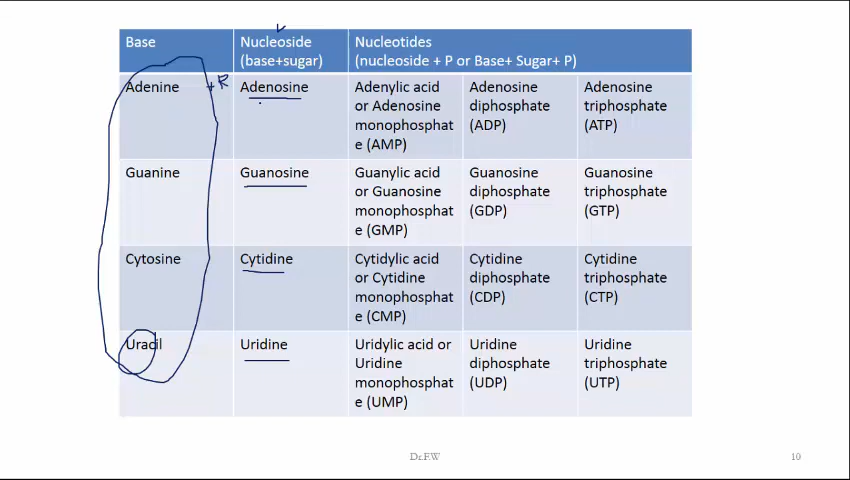 Base
Nucleoside
(base+sugar)
Nucleotides
(nucleoside + P or Base+ Sugar+ P)
Adenine
+R
Adenosine
Adenylic acid
or Adenosine
monophosphat
e (AMP)
Adenosine
diphosphate
(ADP)
Adenosine
triphosphate
(ATP)
Guanine
Guanosine
Guanylic acid
or Guanosine
monophosphat
e (GMP)
Guanosine
diphosphate
(GDP)
Guanosine
triphosphate
(GTP)
Cytosine
Cytidine
Cytidylic acid
or Cytidine
monophosphat
e (CMP)
Cytidine
diphosphate
(CDP)
Cytidine
triphosphate
(CTP)
Uracil
Uridine
Uridylic acid or
Uridine
monophosphat
e (UMP)
Uridine
diphosphate
(UDP)
Uridine
triphosphate
(UTP)
Dr.F.W
10